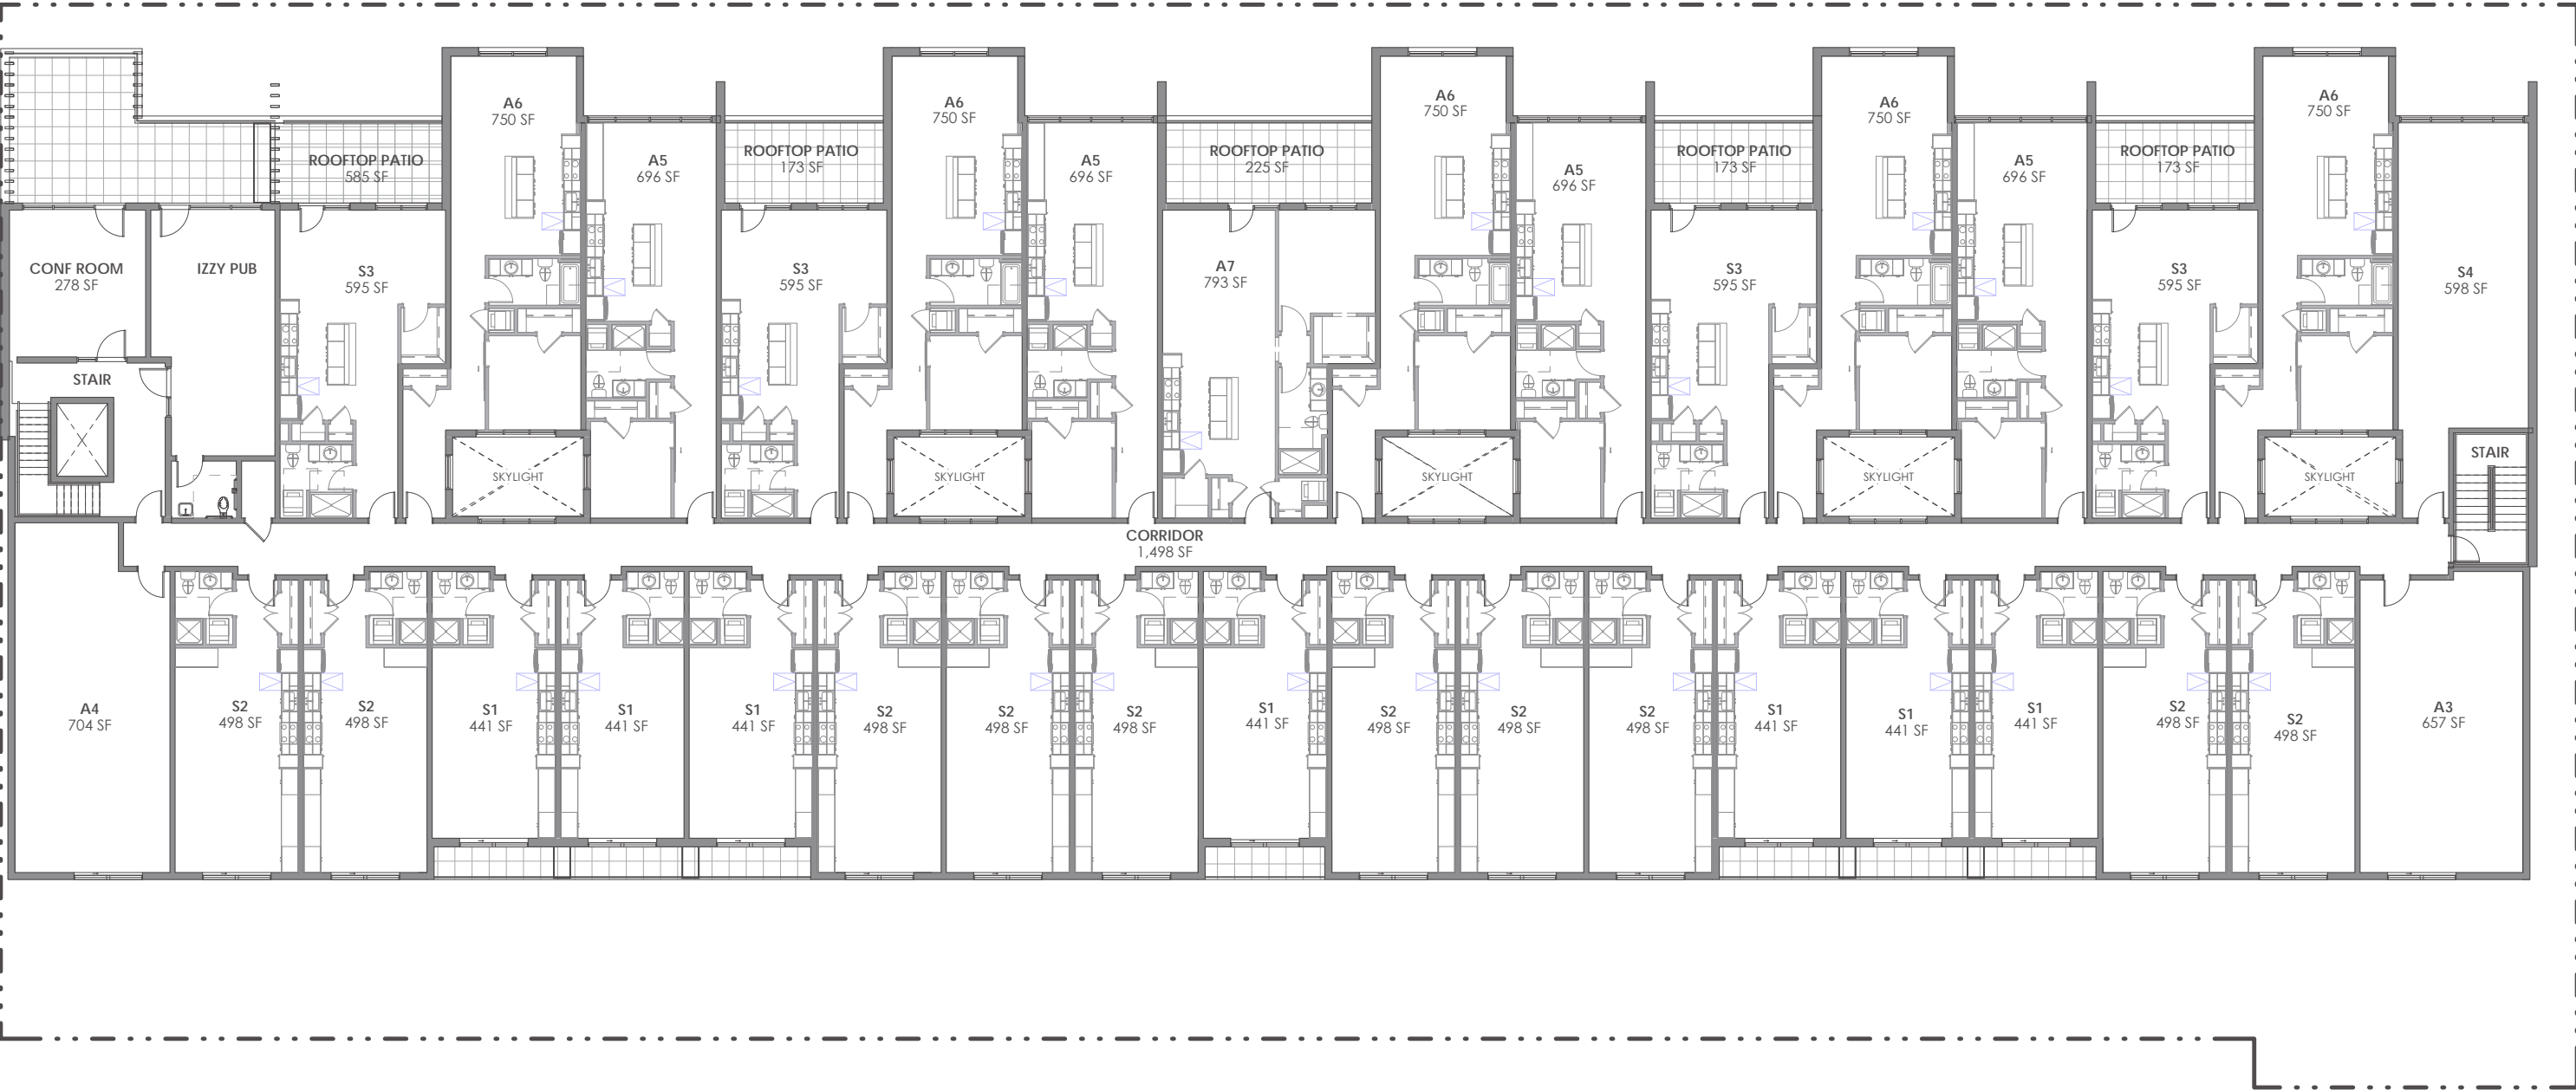 A6
750 SF
A6
750 SF
A6
750 SF
A6
750 SF
A6
750 SF
ROOFTOP PATIO
585 SF
A5
696 SF
ROOFTOP PATIO
173 SF
A5
696 SF
ROOFTOP PATIO
225 SF
A5
696 SF
ROOFTOP PATIO
173 SF
A5
696 SF
ROOFTOP PATIO
173 SF
CONF ROOM
278 SF
IZZY PUB
S3
595 SF
S3
595 SF
A7
793 SF
S3
595 SF
S3
595 SF
S4
598 SF
STAIR
SKYLIGHT
SKYLIGHT
SKYLIGHT
SKYLIGHT
SKYLIGHT
STAIR
CORRIDOR
1,498 SF
A4
704 SF
S2
498 SF
S2
498 SF
S1
441 SF
S1
441 SF
S1
441 SF
S2
498 SF
S2
498 SF
S2
498 SF
S1
441 SF
S2
498 SF
S2
498 SF
S2
498 SF
S1
441 SF
S1
441 SF
S1
441 SF
S2
498 SF
S2
498 SF
A3
657 SF